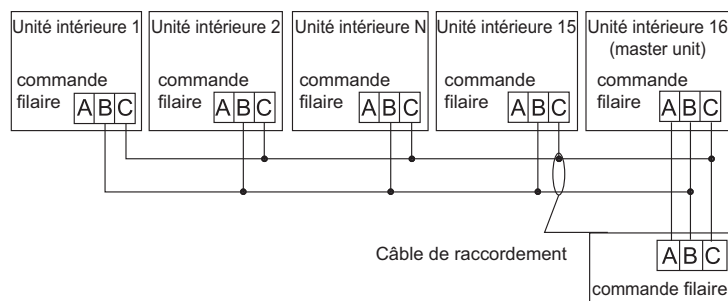 Unité intérieure 1
commande
filaire
A B C
Unité intérieure 2
commande
filaire
A B C
Unité intérieure N
commande
filaire
A B C
Unité intérieure 15
commande
filaire
A B C
Unité intérieure 16
(master unit)
commande
filaire
A B C
Câble de raccordement
A B C
commande filaire